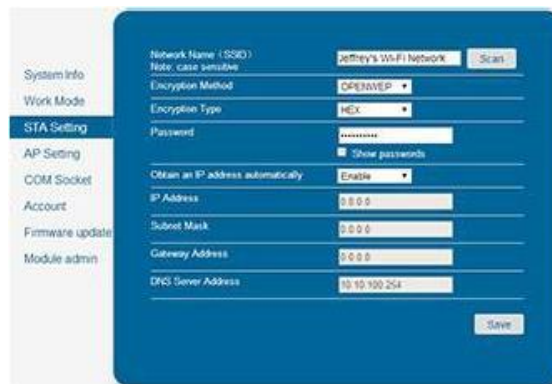 System Info
Work Mode
STA Setting
AP Setting
COM Socket
Account
Firmware update
Module admin
Network Name (SSID)
Note: case sensitive
Jeffrey's Wi-Fi Network
Scan
Encryption Method
OPENWEP
Encryption Type
HEX
Password
••••••••••
Show passwords
Obtain an IP address automatically
Enable
IP Address
0.0.0.0
Subnet Mask
0.0.0.0
Gateway Address
0.0.0.0
DNS Server Address
10.10.100.254
Save